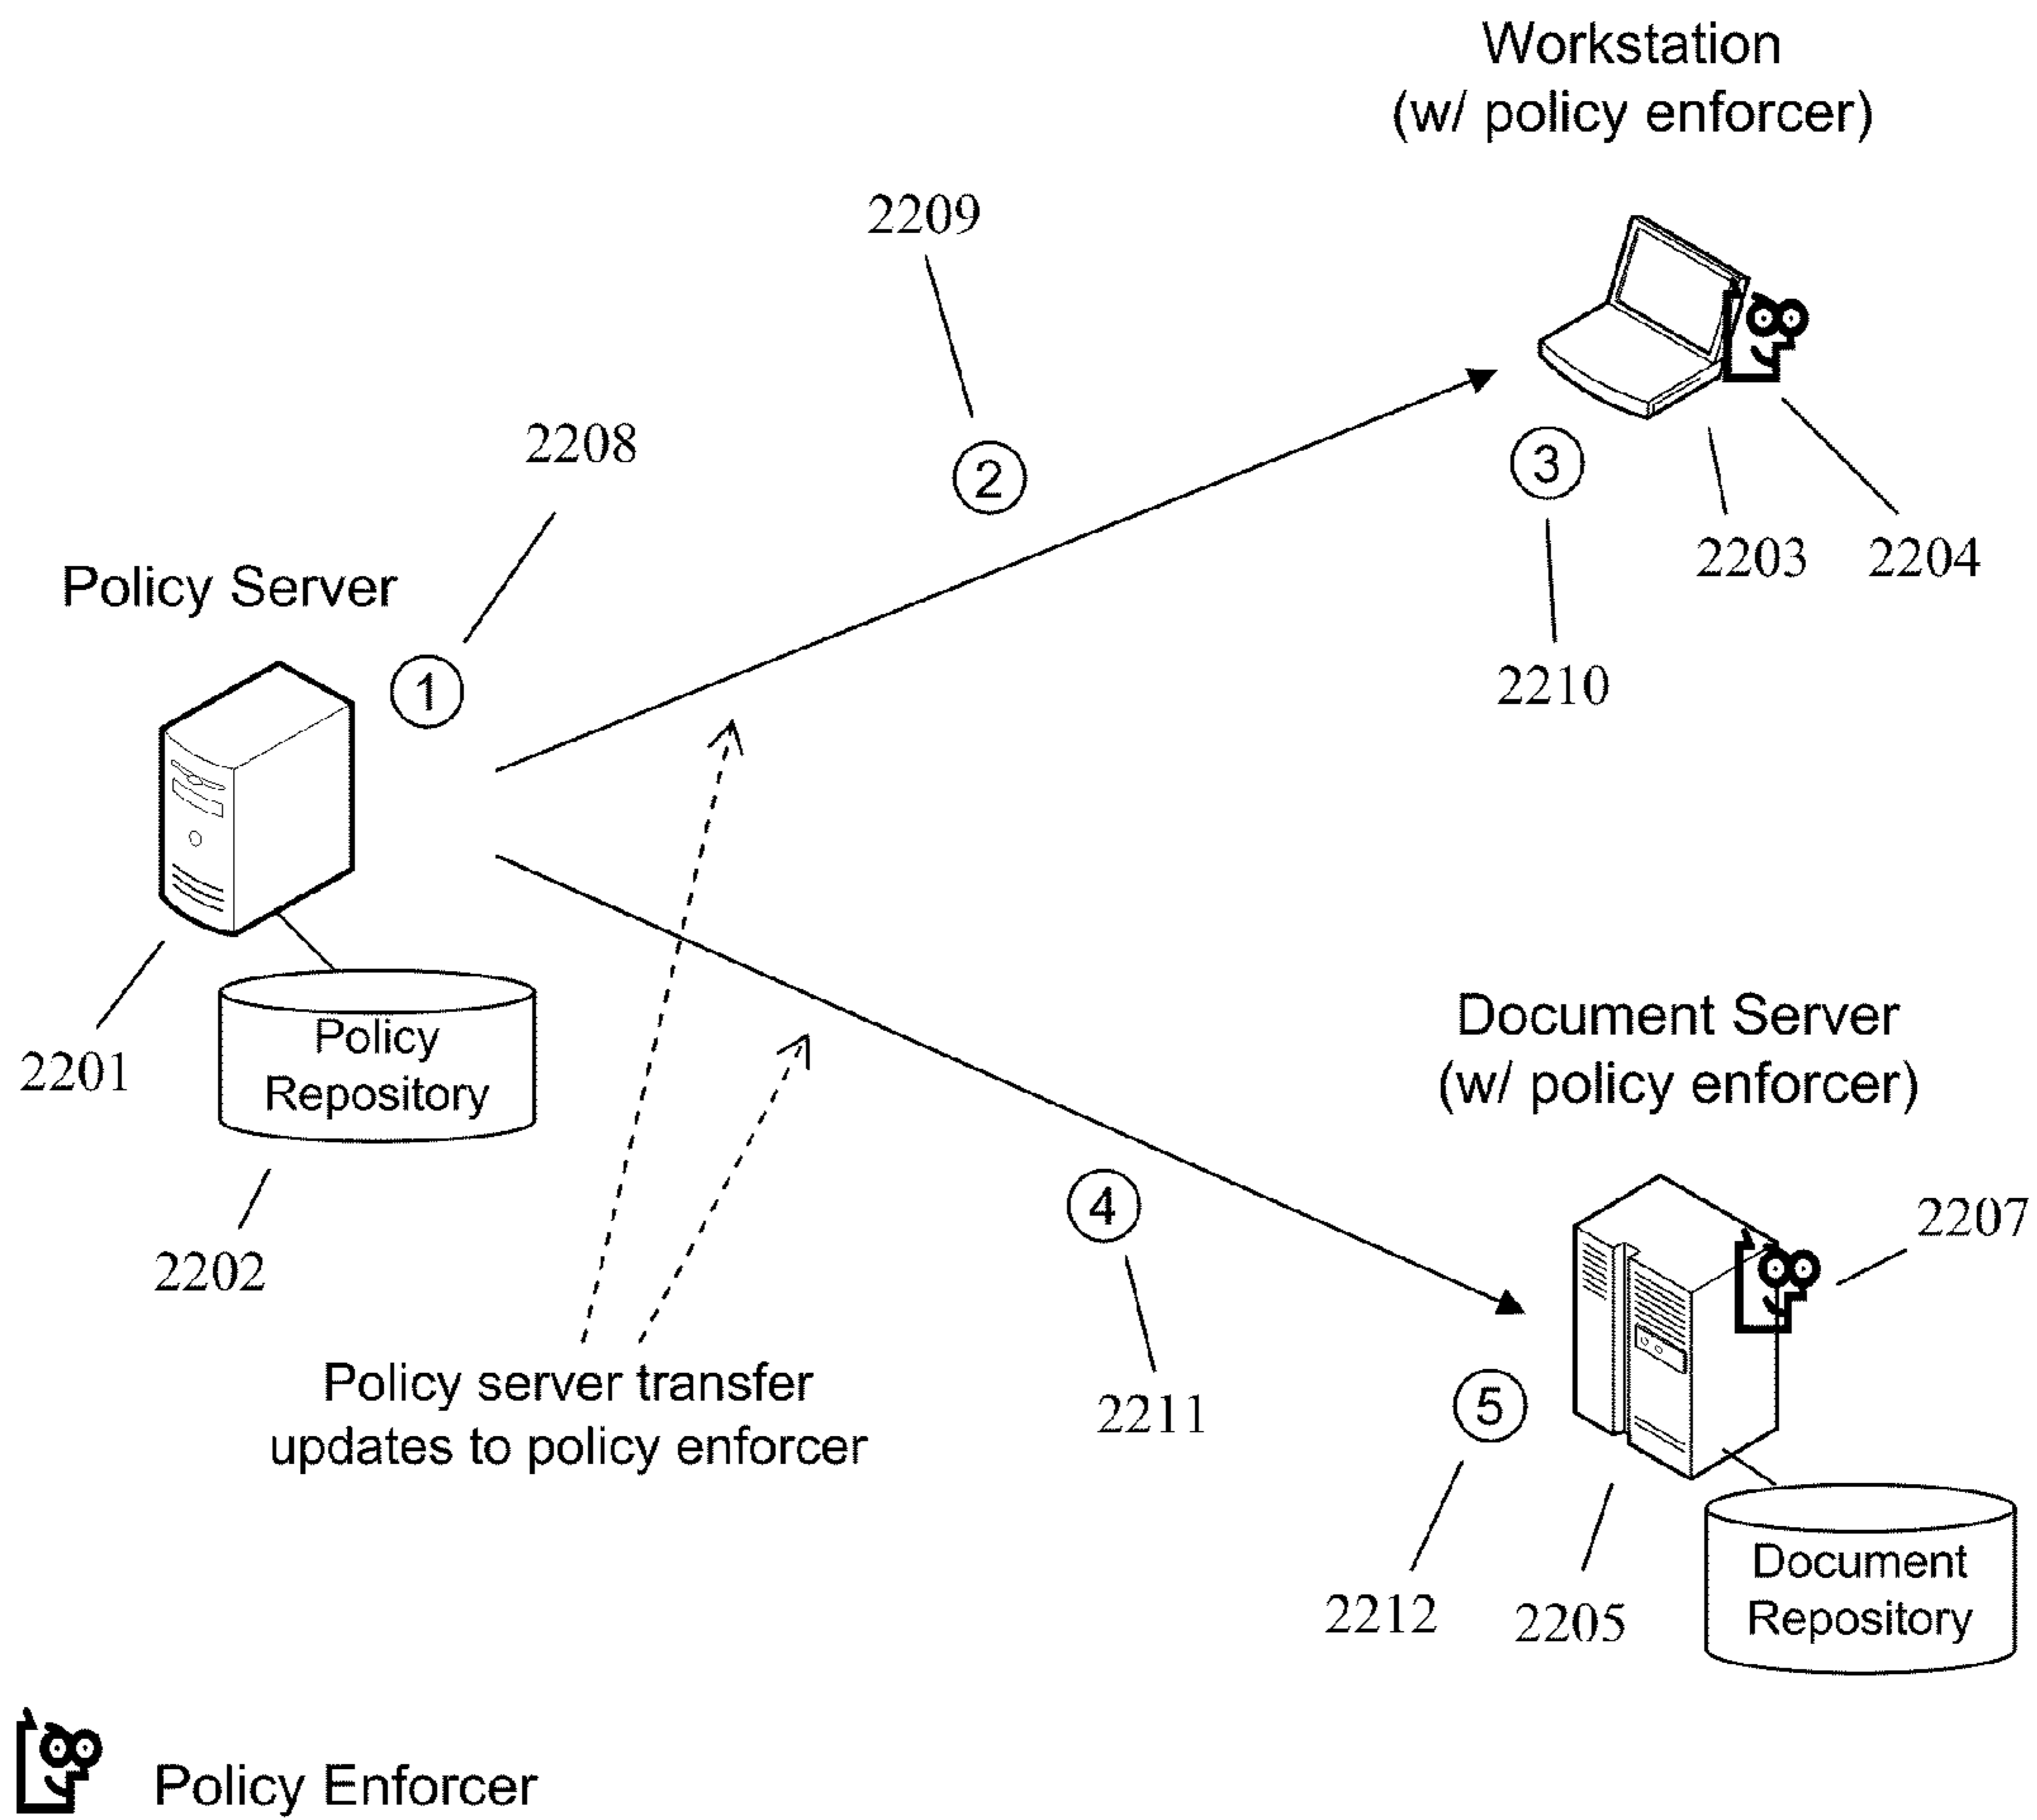 Workstation
(w/ policy enforcer)
2209
2208
2
3
2203
2204
Policy Server
1
2210
Document Server
(w/ policy enforcer)
2201
Policy
Repository
4
2207
2202
Policy server transfer
updates to policy enforcer
2211
5
2212
2205
Document
Repository
Policy Enforcer